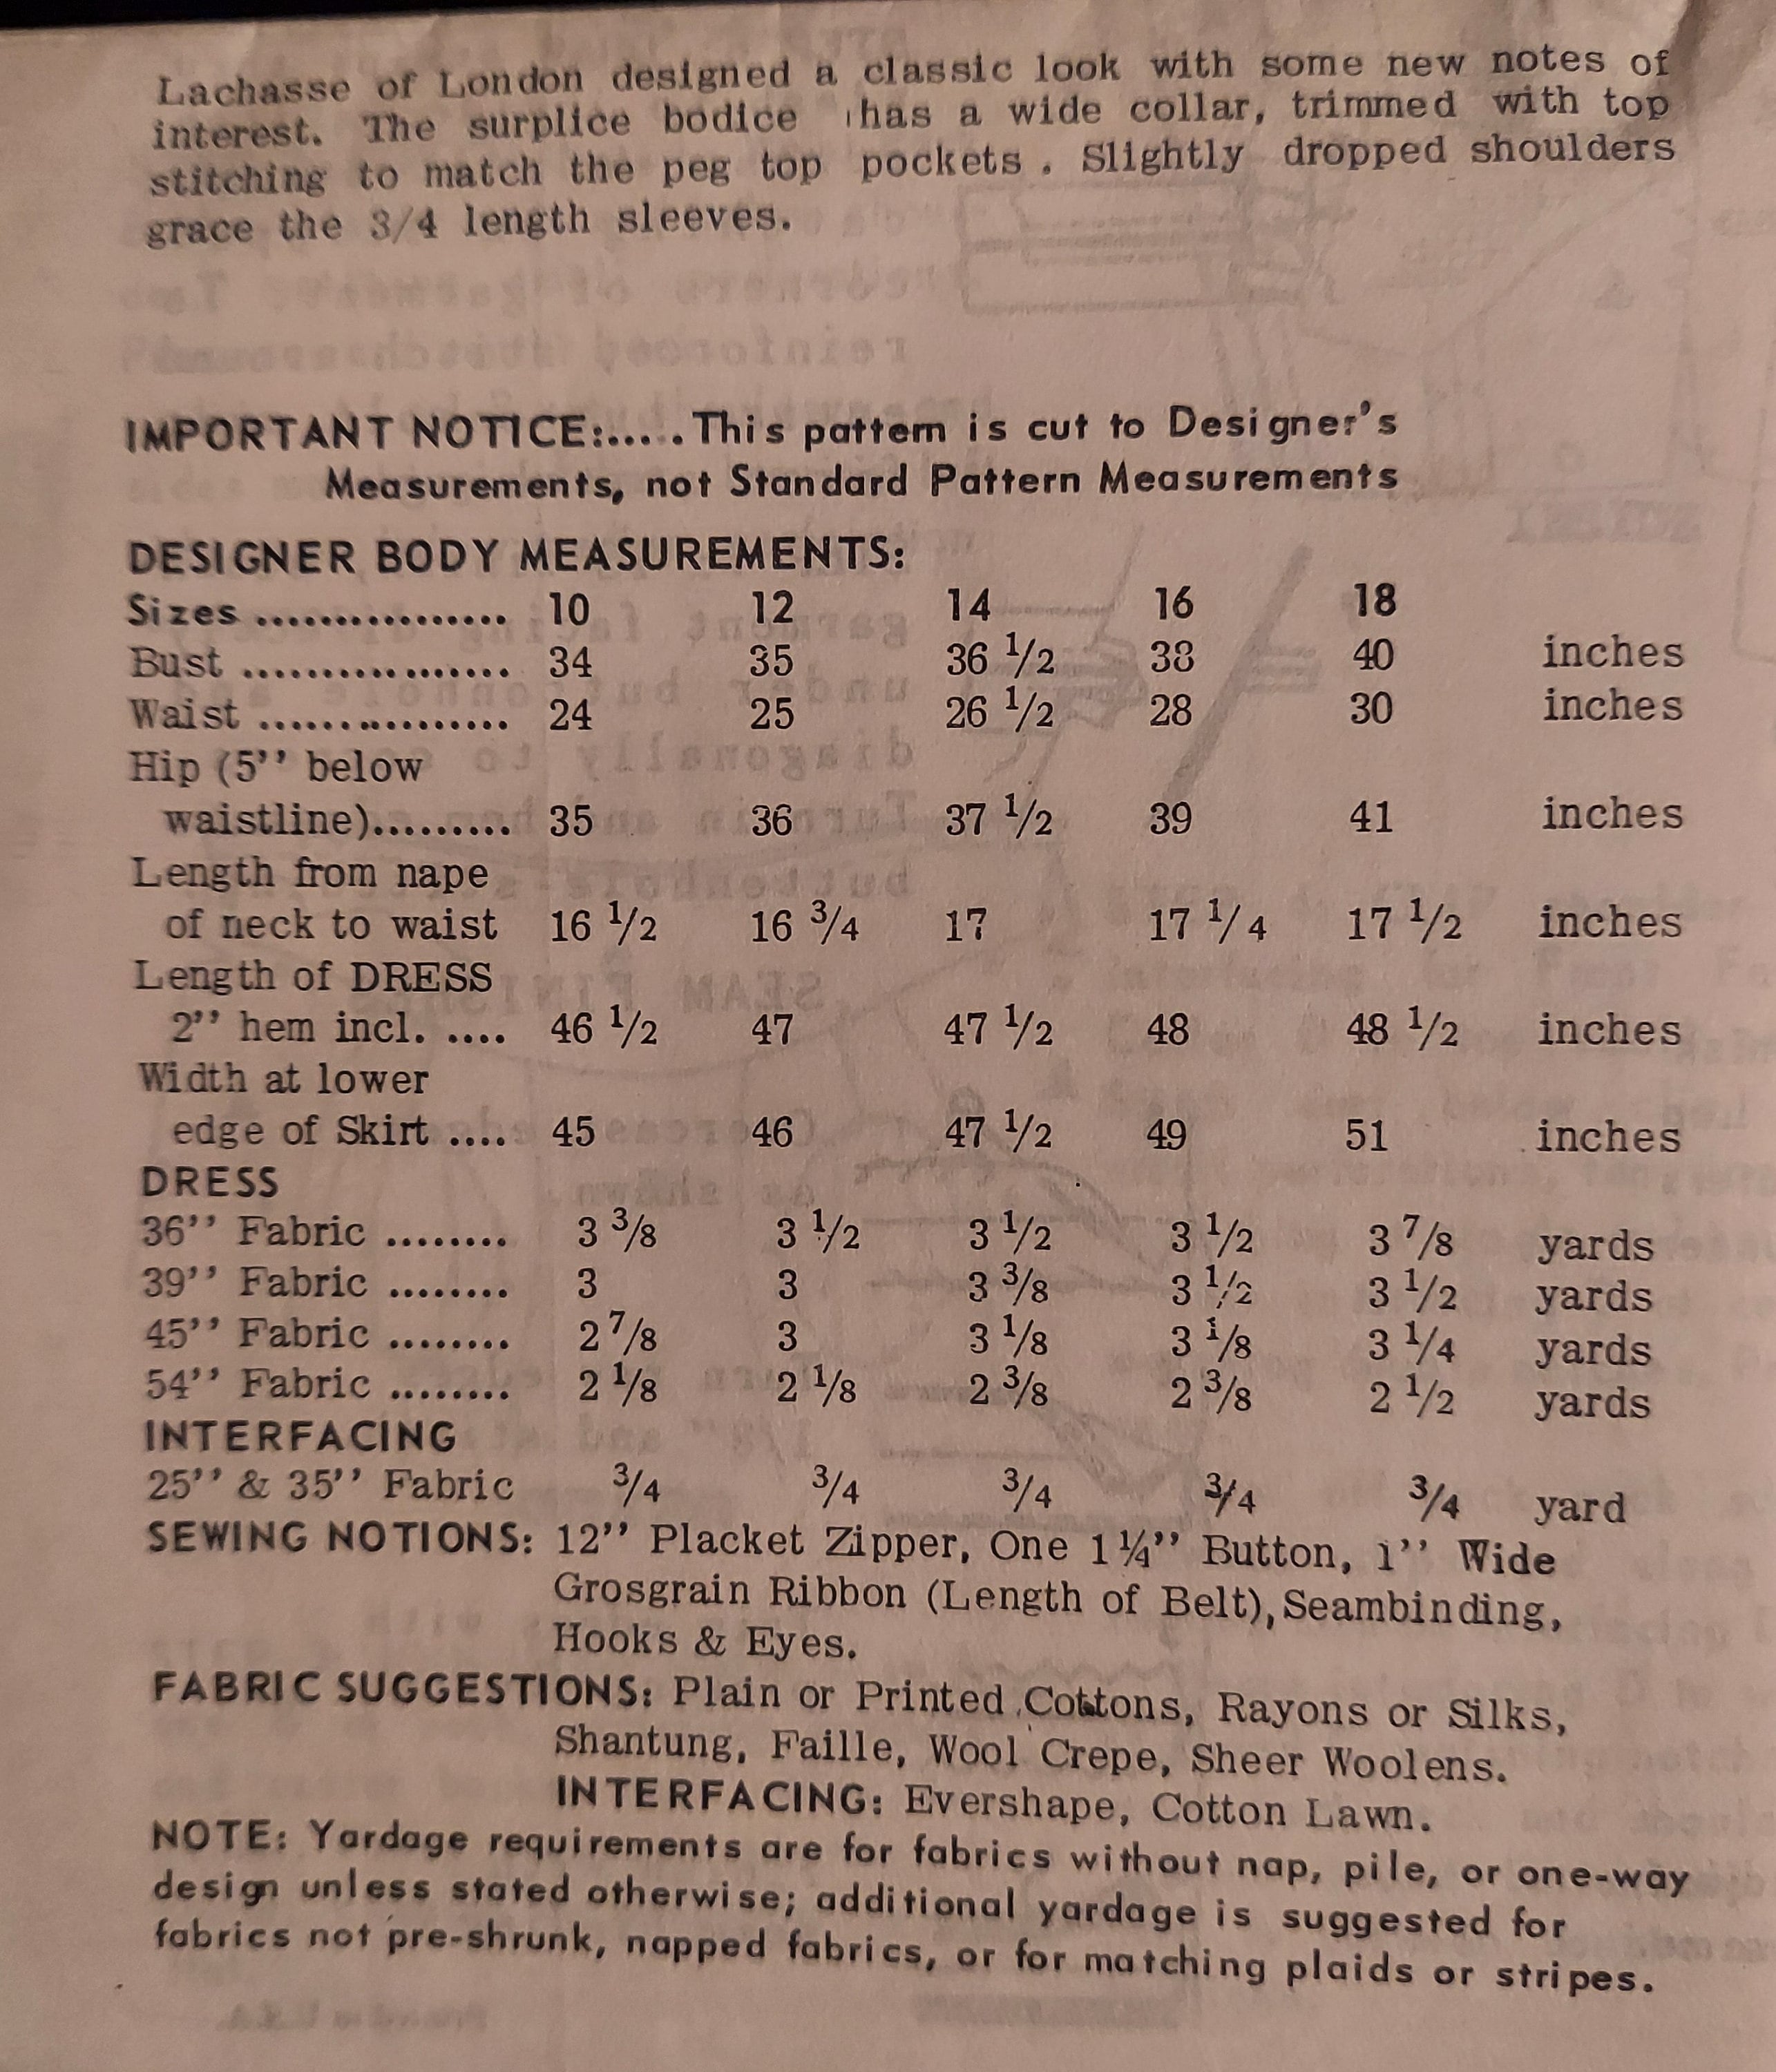 Lachasse of London designed a classic look with some new notes of
interest. The surplice bodice has a wide collar, trimmed with top
stitching to match the peg top pockets. Slightly dropped shoulders
grace the 3/4 length sleeves.
IMPORTANT NOTICE:.... .This pattern is cut to Designer's
Measurements, not Standard Pattern Measurements
DESIGNER BODY MEASUREMENTS:
Sizes ................ 10 12 14 16 18
Bust ................. 34 35 36 1/2 38 40 inches
Waist ................ 24 25 26 1/2 28 30 inches
Hip (5'' below
waistline)......... 35 36 37 1/2 39 41 inches
Length from nape
of neck to waist 16 1/2 16 3/4 17 17 1/4 17 1/2 inches
Length of DRESS
2'' hem incl. .... 46 1/2 47 47 1/2 48 48 1/2 inches
Width at lower
edge of Skirt .... 45 46 47 1/2 49 51 inches
DRESS
36'' Fabric ........ 3 3/8 3 1/2 3 1/2 3 1/2 3 7/8 yards
39'' Fabric ........ 3 3 3 3/8 3 1/2 3 1/2 yards
45'' Fabric ........ 2 7/8 3 3 1/8 3 1/8 3 1/4 yards
54'' Fabric ........ 2 1/8 2 1/8 2 3/8 2 3/8 2 1/2 yards
INTERFACING
25'' & 35'' Fabric 3/4 3/4 3/4 3/4 3/4 yard
SEWING NOTIONS: 12'' Placket Zipper, One 1 1/4'' Button, 1'' Wide
Grosgrain Ribbon (Length of Belt), Seambinding,
Hooks & Eyes.
FABRIC SUGGESTIONS: Plain or Printed Cottons, Rayons or Silks,
Shantung, Faille, Wool Crepe, Sheer Woolens.
INTERFACING: Evershape, Cotton Lawn.
NOTE: Yardage requirements are for fabrics without nap, pile, or one-way
design unless stated otherwise; additional yardage is suggested for
fabrics not pre-shrunk, napped fabrics, or for matching plaids or stripes.